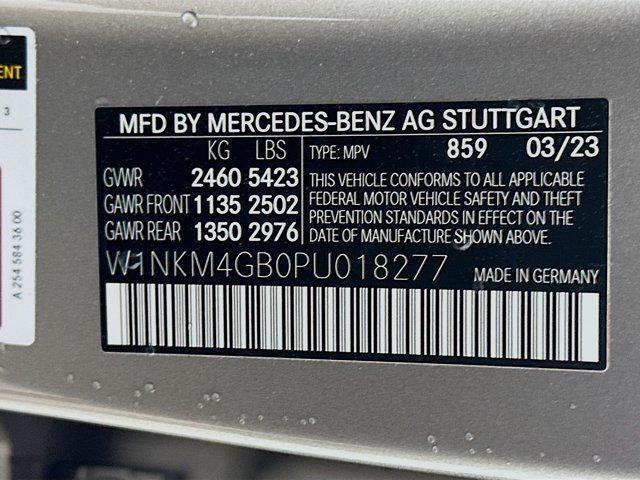 ENT
3
A 254 584 36 00
MFD BY MERCEDES-BENZ AG STUTTGART
KG LBS TYPE: MPV 859 03/23
GVWR 2460 5423
GAWR FRONT 1135 2502
GAWR REAR 1350 2976
THIS VEHICLE CONFORMS TO ALL APPLICABLE
FEDERAL MOTOR VEHICLE SAFETY AND THEFT
PREVENTION STANDARDS IN EFFECT ON THE
DATE OF MANUFACTURE SHOWN ABOVE.
W1NKM4GB0PU018277 MADE IN GERMANY